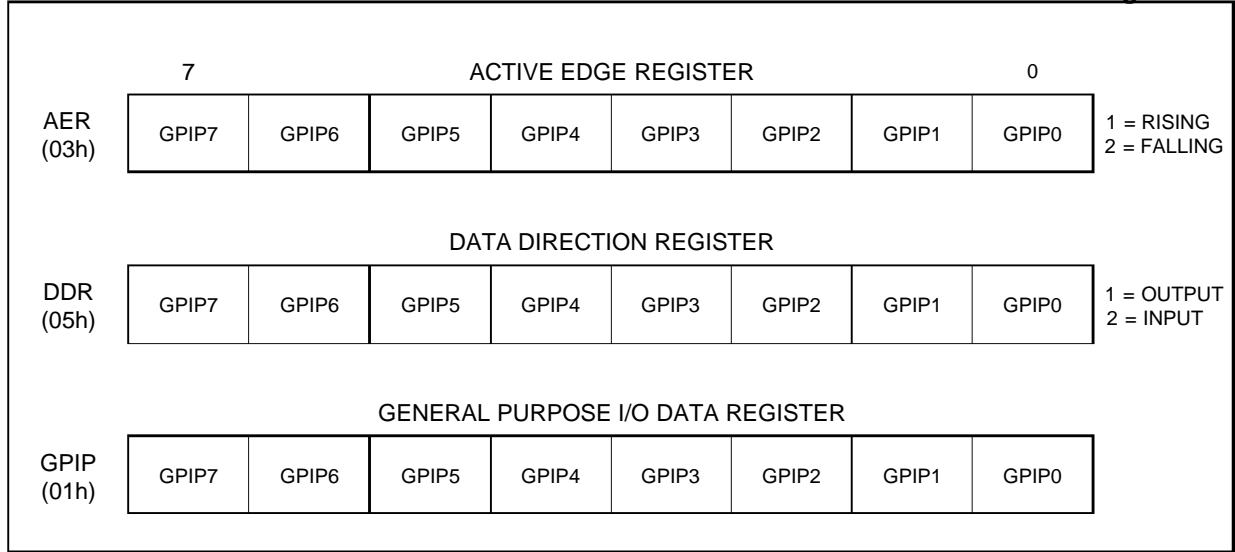 7 ACTIVE EDGE REGISTER 0
AER
(03h)
GPIP7 GPIP6 GPIP5 GPIP4 GPIP3 GPIP2 GPIP1 GPIP0
1 = RISING
2 = FALLING
DATA DIRECTION REGISTER
DDR
(05h)
GPIP7 GPIP6 GPIP5 GPIP4 GPIP3 GPIP2 GPIP1 GPIP0
1 = OUTPUT
2 = INPUT
GENERAL PURPOSE I/O DATA REGISTER
GPIP
(01h)
GPIP7 GPIP6 GPIP5 GPIP4 GPIP3 GPIP2 GPIP1 GPIP0